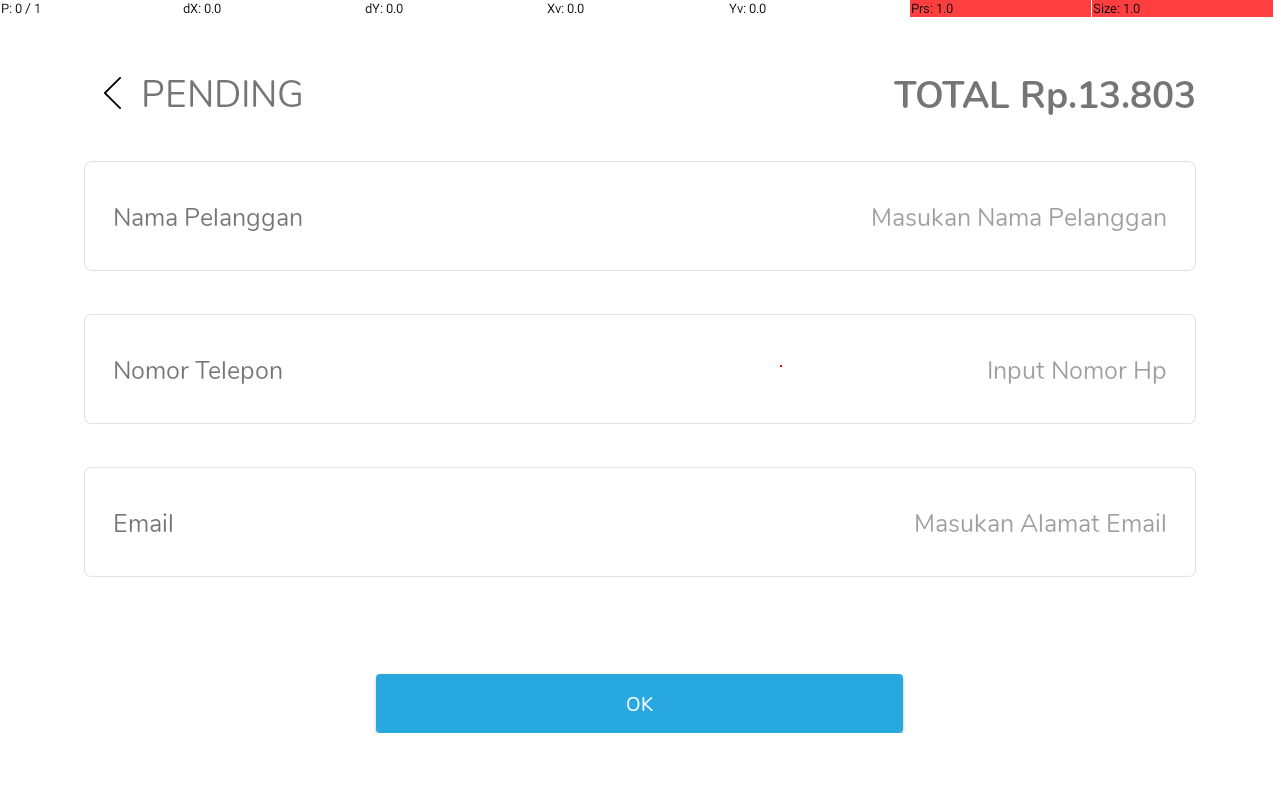 P: 0 / 1 dX: 0.0 dY: 0.0 Xv: 0.0 Yv: 0.0 Prs: 1.0 Size: 1.0
PENDING TOTAL Rp.13.803
Nama Pelanggan Masukan Nama Pelanggan
Nomor Telepon Input Nomor Hp
Email Masukan Alamat Email
OK